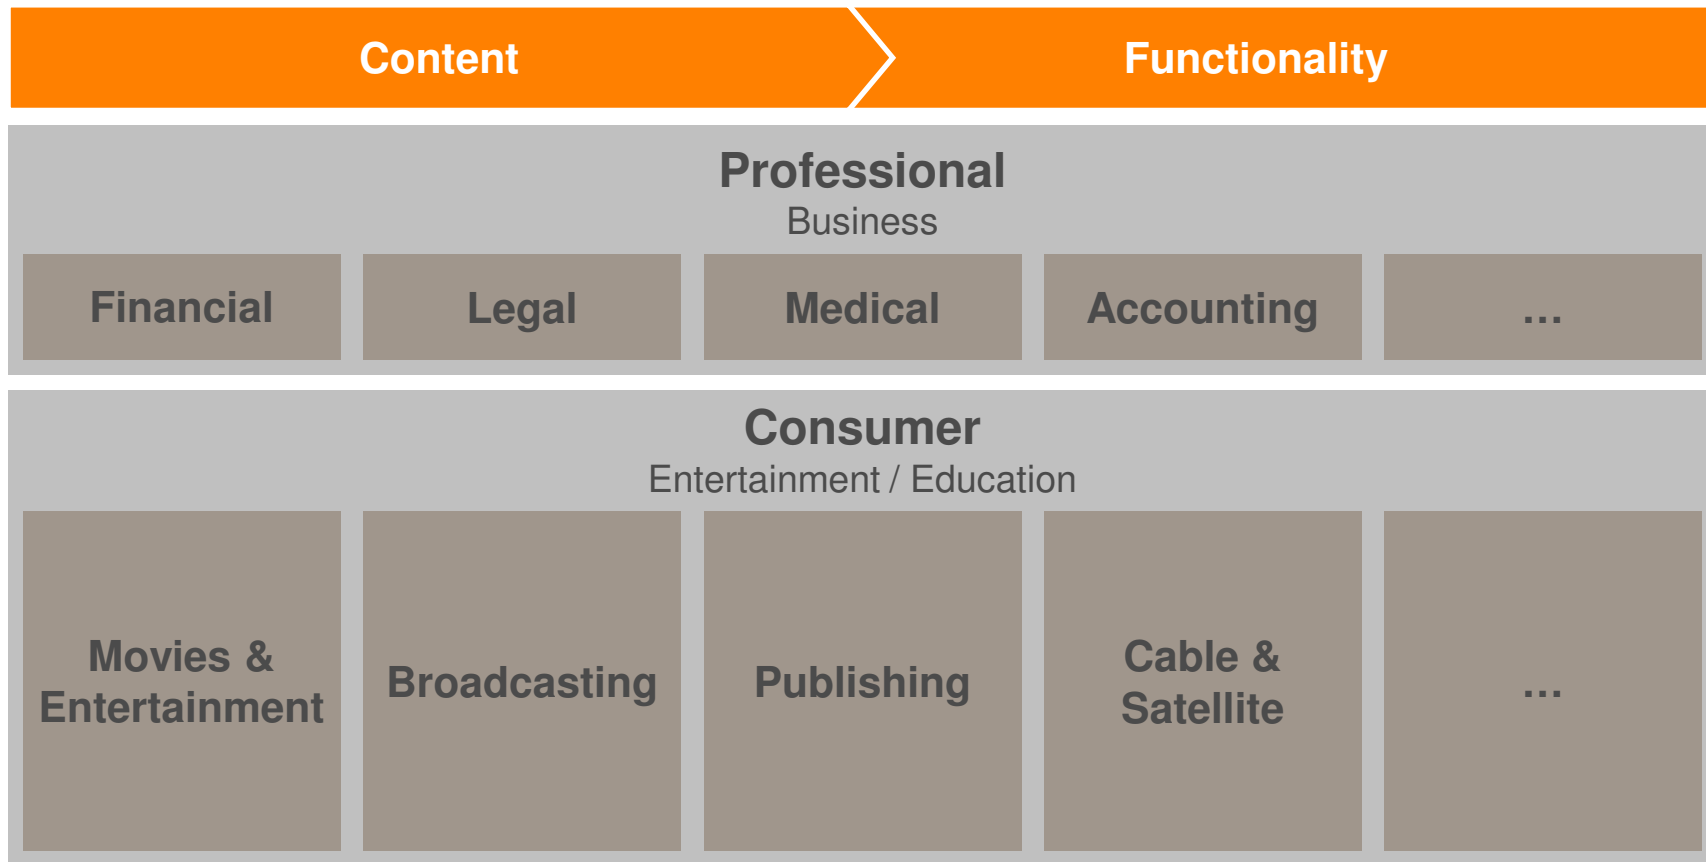 Content
Functionality
Professional
Business
Financial
Legal
Medical
Accounting
...
Consumer
Entertainment / Education
Movies &
Entertainment
Broadcasting
Publishing
Cable &
Satellite
...